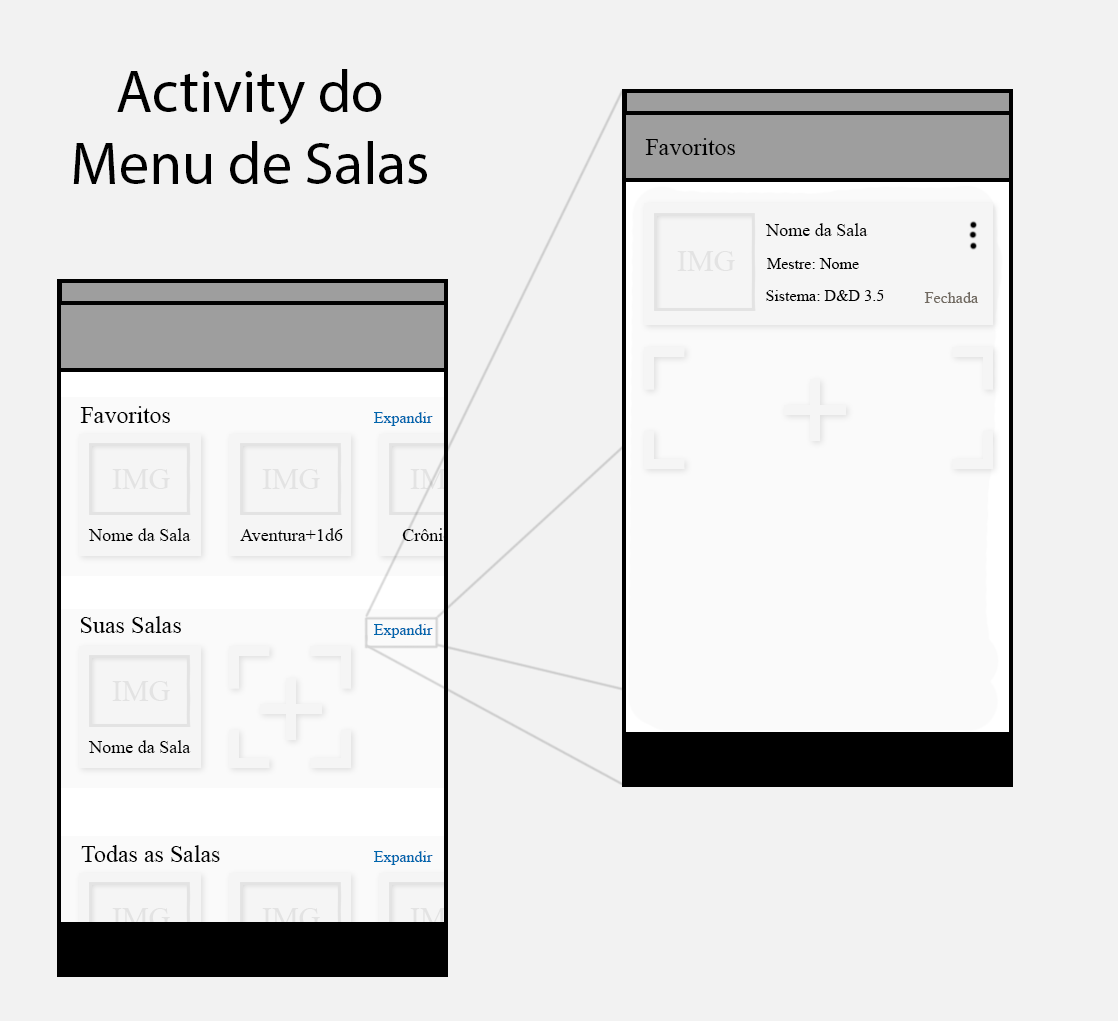 Activity do
Menu de Salas
Favoritos
Expandir
IMG
IMG
IM
Nome da Sala
Aventura+1d6
Crôni
Suas Salas
Expandir
IMG
Nome da Sala
Todas as Salas
Expandir
IMG
IMG
IM
Favoritos
IMG
Nome da Sala
Mestre: Nome
Sistema: D&D 3.5
Fechada